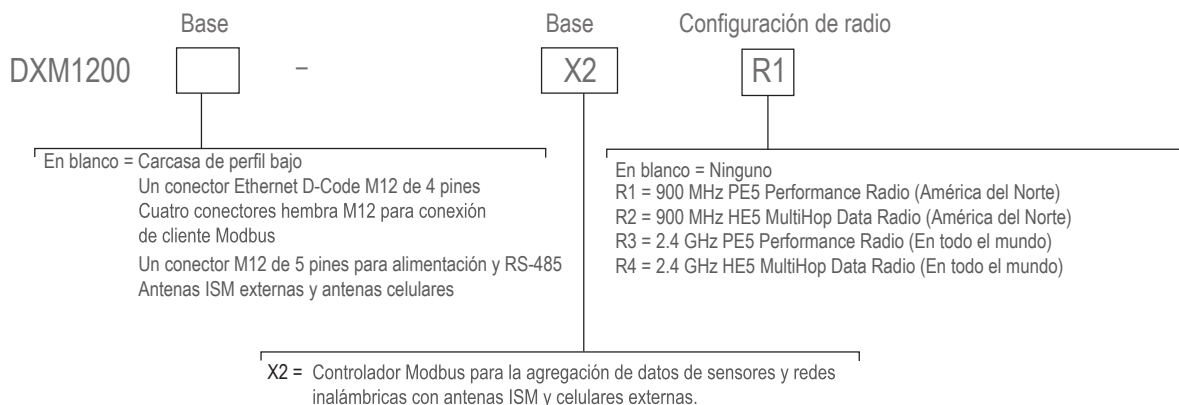 Base Base Configuración de radio
DXM1200 – X2 R1
En blanco = Carcasa de perfil bajo
Un conector Ethernet D-Code M12 de 4 pines
Cuatro conectores hembra M12 para conexión
de cliente Modbus
Un conector M12 de 5 pines para alimentación y RS-485
Antenas ISM externas y antenas celulares
En blanco = Ninguno
R1 = 900 MHz PE5 Performance Radio (América del Norte)
R2 = 900 MHz HE5 MultiHop Data Radio (América del Norte)
R3 = 2.4 GHz PE5 Performance Radio (En todo el mundo)
R4 = 2.4 GHz HE5 MultiHop Data Radio (En todo el mundo)
X2 = Controlador Modbus para la agregación de datos de sensores y redes
inalámbricas con antenas ISM y celulares externas.